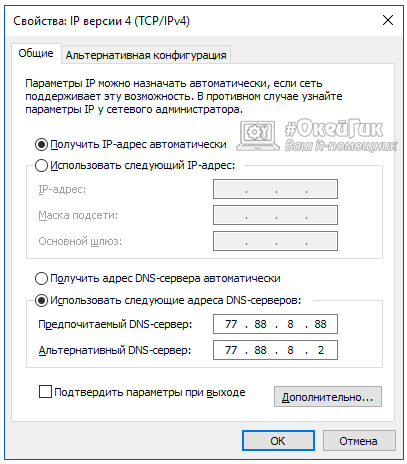 Свойства: IP версии 4 (TCP/IPv4)
Общие
Альтернативная конфигурация
Параметры IP можно назначать автоматически, если сеть
поддерживает эту возможность. В противном случае узнайте
параметры IP у сетевого администратора.
#ОкейГик
Ваш it-помощник
Получить IP-адрес автоматически
Использовать следующий IP-адрес:
IP-адрес:
Маска подсети:
Основной шлюз:
Получить адрес DNS-сервера автоматически
Использовать следующие адреса DNS-серверов:
Предпочитаемый DNS-сервер: 77 . 88 . 8 . 88
Альтернативный DNS-сервер: 77 . 88 . 8 . 2
Подтвердить параметры при выходе
Дополнительно...
OK
Отмена